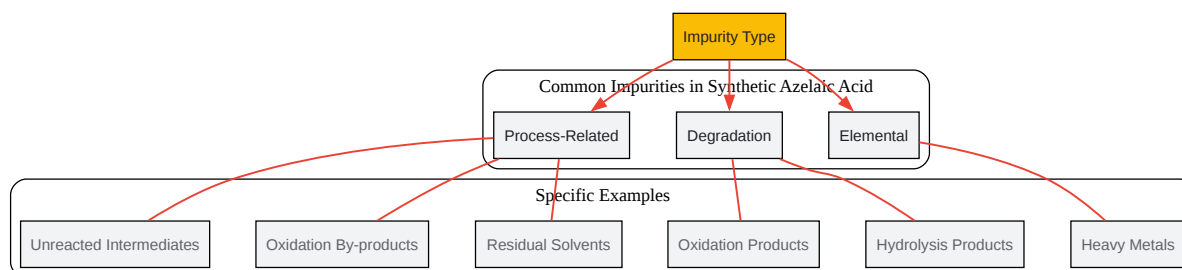 Impurity Type
Common Impurities in Synthetic Azelaic Acid
Process-Related
Degradation
Elemental
Specific Examples
Unreacted Intermediates
Oxidation By-products
Residual Solvents
Oxidation Products
Hydrolysis Products
Heavy Metals